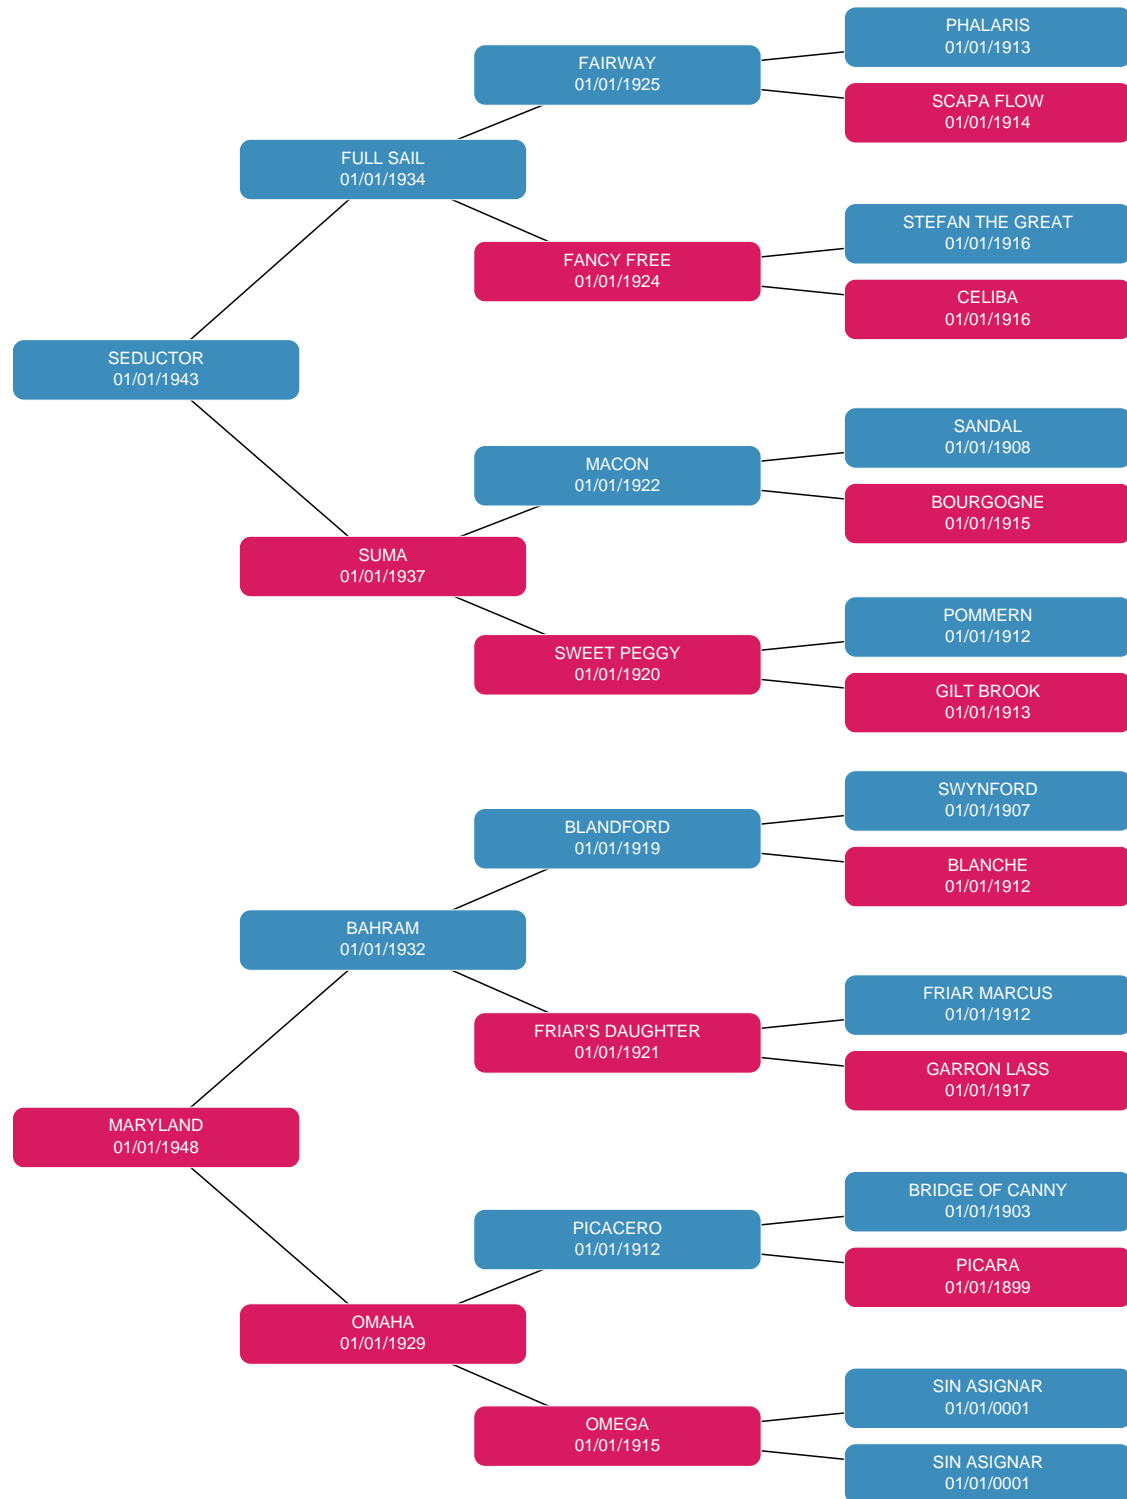 PHALARIS
01/01/1913
FAIRWAY
01/01/1925
SCAPA FLOW
01/01/1914
FULL SAIL
01/01/1934
STEFAN THE GREAT
01/01/1916
FANCY FREE
01/01/1924
CELIBA
01/01/1916
SEDUCTOR
01/01/1943
SANDAL
01/01/1908
MACON
01/01/1922
BOURGOGNE
01/01/1915
SUMA
01/01/1937
POMMERN
01/01/1912
SWEET PEGGY
01/01/1920
GILT BROOK
01/01/1913
SWYNFORD
01/01/1907
BLANDFORD
01/01/1919
BLANCHE
01/01/1912
BAHRAM
01/01/1932
FRIAR MARCUS
01/01/1912
FRIAR'S DAUGHTER
01/01/1921
GARRON LASS
01/01/1917
MARYLAND
01/01/1948
BRIDGE OF CANNY
01/01/1903
PICACERO
01/01/1912
PICARA
01/01/1899
OMAHA
01/01/1929
SIN ASIGNAR
01/01/0001
OMEGA
01/01/1915
SIN ASIGNAR
01/01/0001